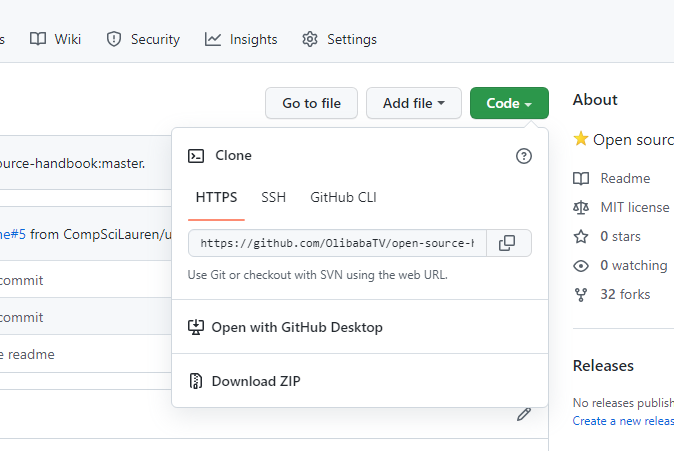 Wiki
Security
Insights
Settings
Go to file
Add file
Code
About
Open sourc
Readme
MIT license
0 stars
0 watching
32 forks
Releases
No releases publish
Create a new releas
ource-handbook:master.
e#5 from CompSciLauren/u
commit
commit
e readme
Clone
HTTPS
SSH
GitHub CLI
https://github.com/OlibabaTV/open-source-h
Use Git or checkout with SVN using the web URL.
Open with GitHub Desktop
Download ZIP